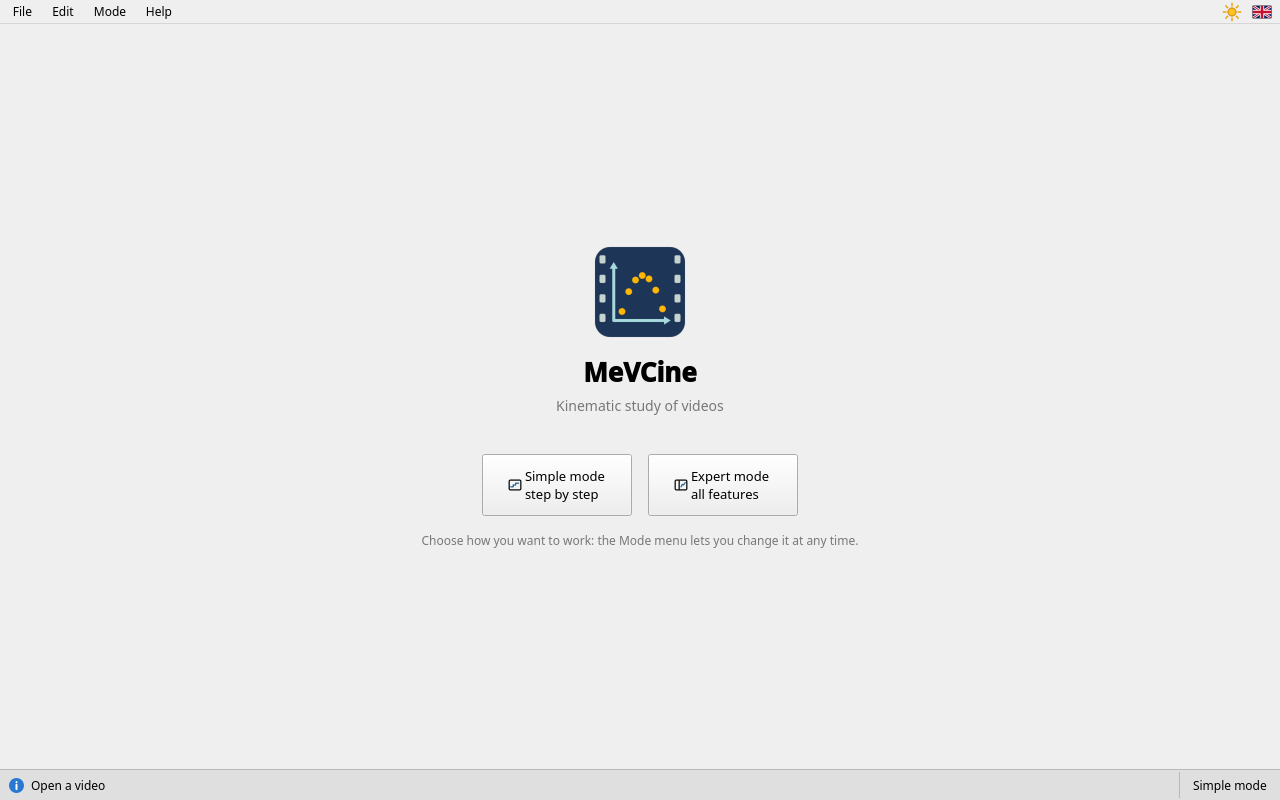 File Edit Mode Help
MeVCine
Kinematic study of videos
Simple mode
step by step
Expert mode
all features
Choose how you want to work: the Mode menu lets you change it at any time.
Open a video
Simple mode